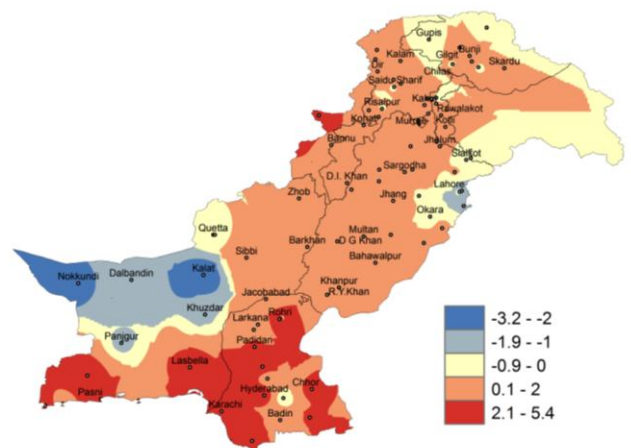 Gupis
Gilgit
Bunji
Kalam
Dir
Chilas
Skardu
Saidu Sharif
Kakul
Risalpur
Rawalakot
Kohat
Murree
Kotli
Bannu
Jhelum
Sialkot
D.I. Khan
Sargodha
Zhob
Jhang
Lahore
Okara
Quetta
Multan
Barkhan
D G Khan
Sibbi
Bahawalpur
Nokkundi
Dalbandin
Kalat
Khanpur
Jacobabad
R.Y.Khan
Khuzdar
Larkana
Rohri
Panjgur
Padidan
Lasbella
Pasni
Hyderabad
Chhor
Karachi
Badin
-3.2 - -2
-1.9 - -1
-0.9 - 0
0.1 - 2
2.1 - 5.4